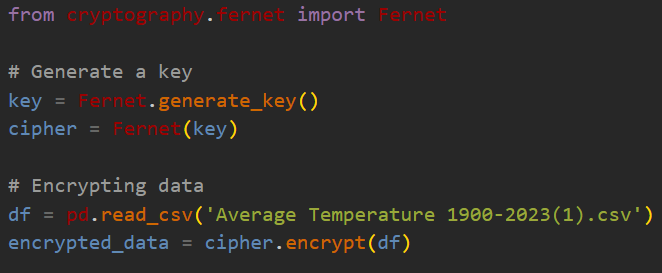 from cryptography.fernet import Fernet
# Generate a key
key = Fernet.generate_key()
cipher = Fernet(key)
# Encrypting data
df = pd.read_csv('Average Temperature 1900-2023(1).csv')
encrypted_data = cipher.encrypt(df)